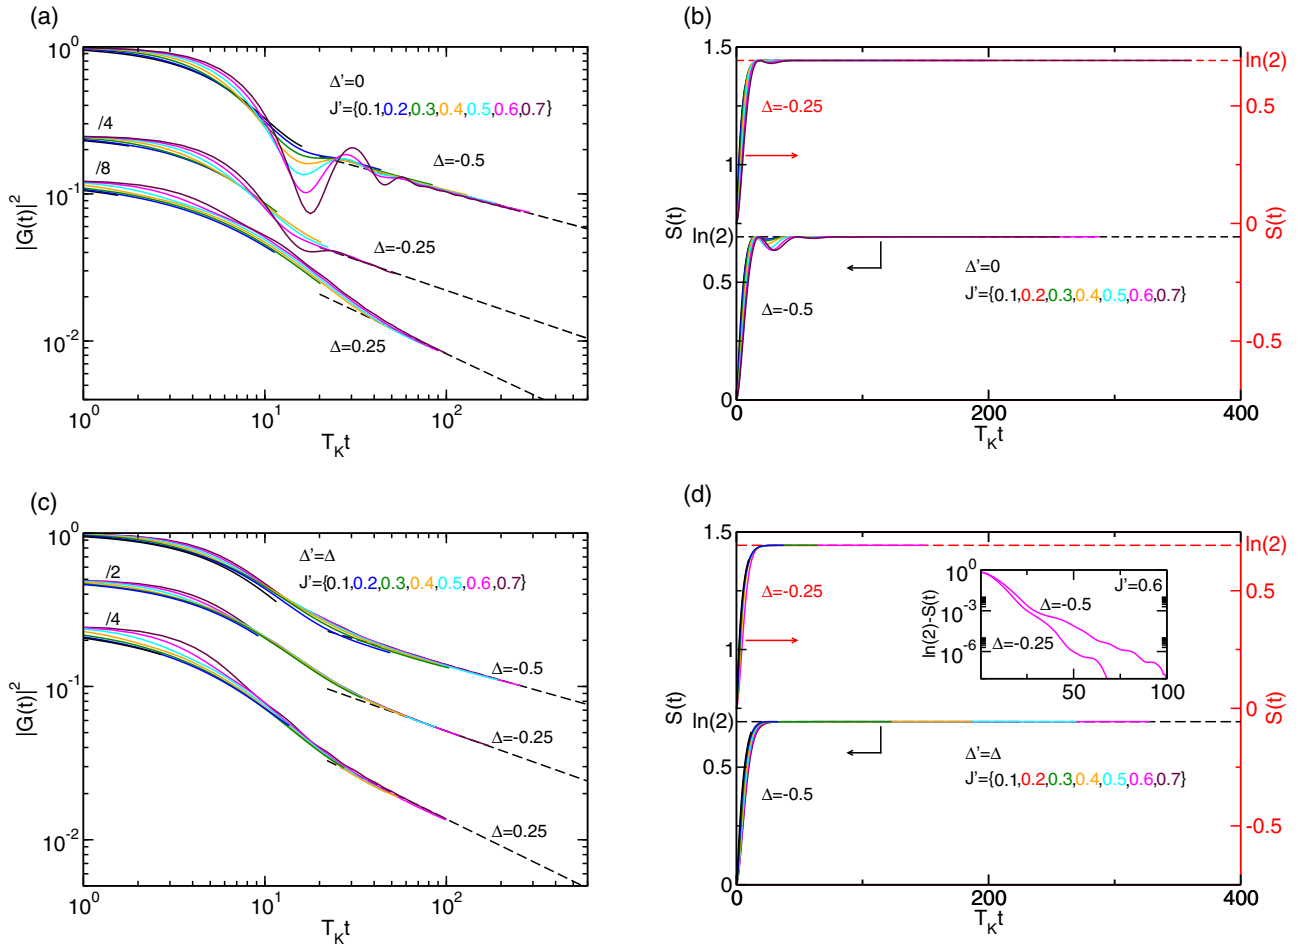 (a)
10^0
Δ'=0
J'={0.1,0.2,0.3,0.4,0.5,0.6,0.7}
/4
Δ=-0.5
/8
10^-1
|G(t)|^2
Δ=-0.25
10^-2
Δ=0.25
10^0
10^1
10^2
T_K t
(b)
1.5
ln(2)
Δ=-0.25
0.5
1
S(t)
ln(2)
0
S(t)
Δ'=0
0.5
J'={0.1,0.2,0.3,0.4,0.5,0.6,0.7}
Δ=-0.5
-0.5
0
0
200
400
T_K t
(c)
10^0
Δ'=Δ
/2
J'={0.1,0.2,0.3,0.4,0.5,0.6,0.7}
/4
Δ=-0.5
10^-1
|G(t)|^2
Δ=-0.25
Δ=0.25
10^-2
10^0
10^1
10^2
T_K t
(d)
1.5
ln(2)
10^0
J'=0.6
Δ=-0.25
0.5
ln(2)-S(t)
10^-3
Δ=-0.5
Δ=-0.25
10^-6
1
50
100
S(t)
ln(2)
0
S(t)
Δ'=Δ
0.5
J'={0.1,0.2,0.3,0.4,0.5,0.6,0.7}
Δ=-0.5
-0.5
0
0
200
400
T_K t